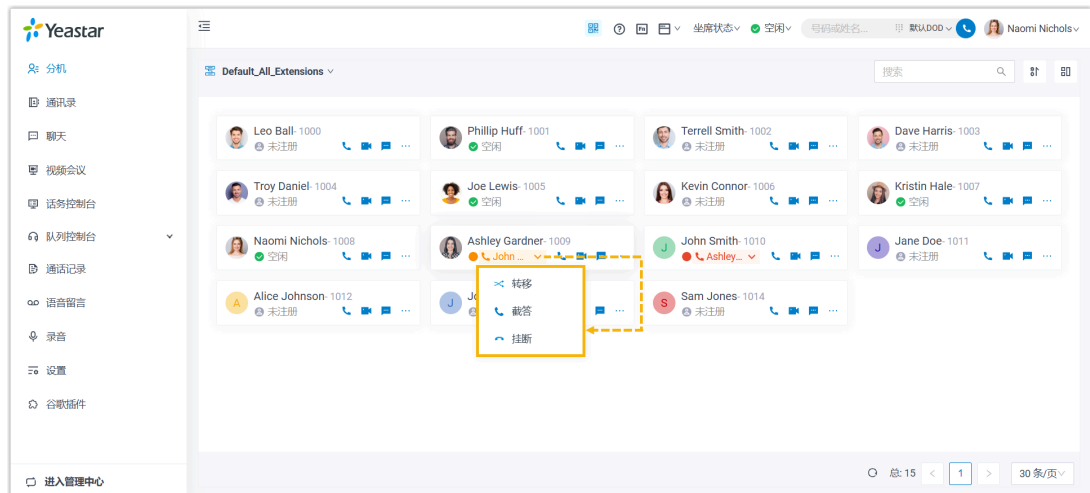 Yeastar
坐席状态
空闲
号码或姓名...
默认DOD
Naomi Nichols
分机
通讯录
聊天
视频会议
话务控制台
队列控制台
通话记录
语音留言
录音
设置
谷歌插件
进入管理中心
Default_All_Extensions
搜索
Leo Ball- 1000
未注册
Phillip Huff- 1001
空闲
Terrell Smith- 1002
未注册
Dave Harris- 1003
未注册
Troy Daniel- 1004
未注册
Joe Lewis- 1005
空闲
Kevin Connor- 1006
未注册
Kristin Hale- 1007
空闲
Naomi Nichols- 1008
空闲
Ashley Gardner- 1009
John ...
J
John Smith- 1010
Ashley...
J
Jane Doe- 1011
未注册
A
Alice Johnson- 1012
未注册
J
转移
截答
挂断
S
Sam Jones- 1014
未注册
总: 15
1
30 条/页